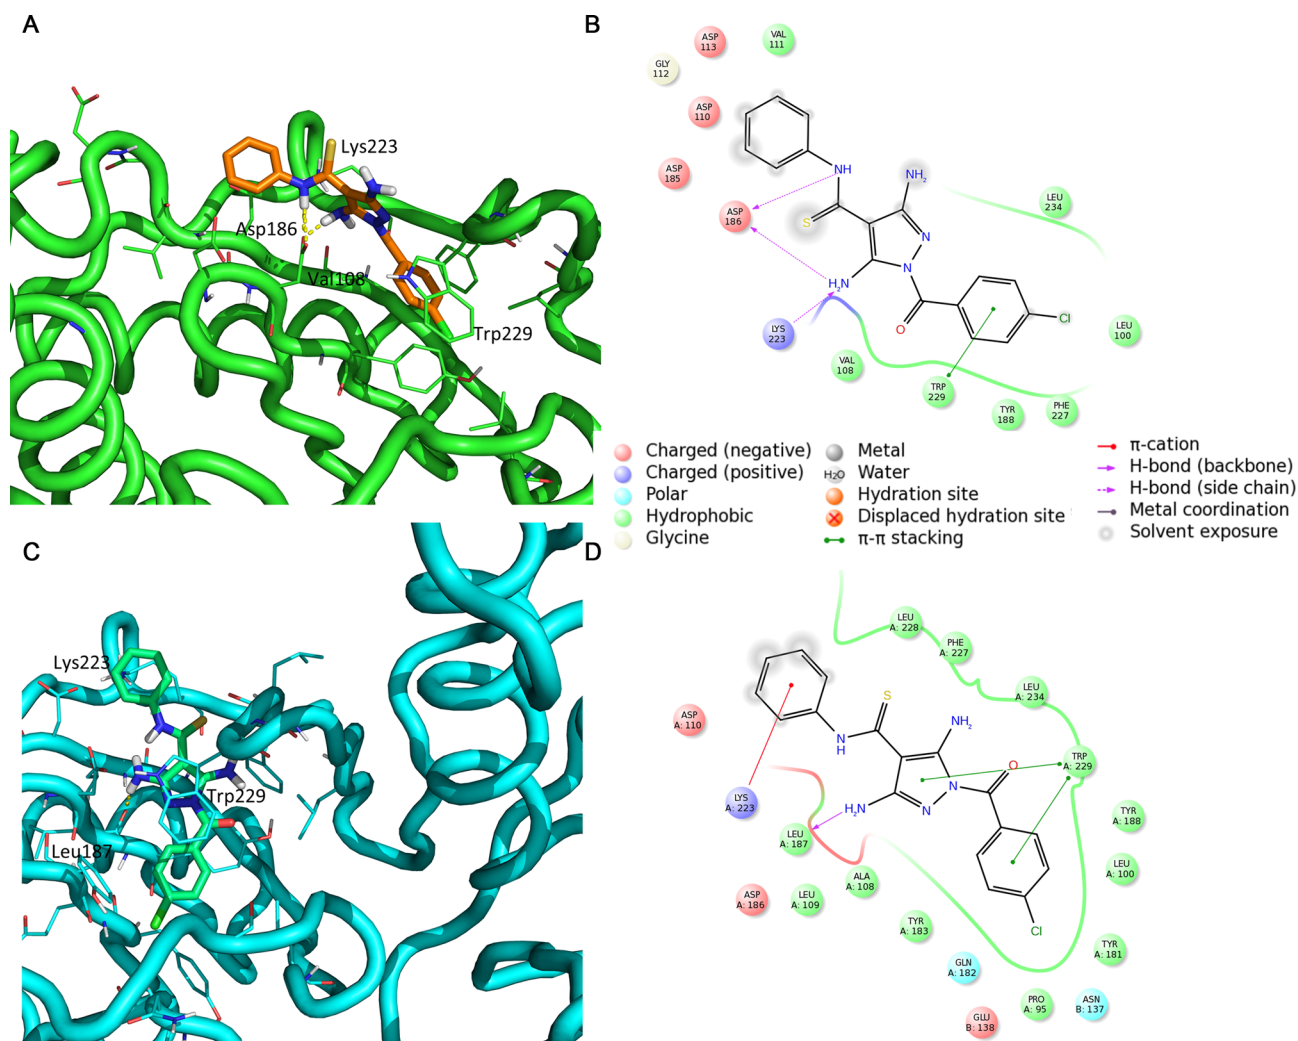 A
Lys223
Asp186
Val108
Trp229
B
ASP
113
VAL
111
GLY
112
ASP
110
ASP
185
ASP
186
LYS
223
VAL
108
TRP
229
TYR
188
PHE
227
LEU
100
LEU
234
NH
S
NH2
N
N
H2N
O
Cl
Charged (negative)
Charged (positive)
Polar
Hydrophobic
Glycine
Metal
H2O Water
Hydration site
Displaced hydration site
π-π stacking
π-cation
H-bond (backbone)
H-bond (side chain)
Metal coordination
Solvent exposure
C
Lys223
Trp229
Leu187
D
LEU
A: 228
PHE
A: 227
LEU
A: 234
TRP
A: 229
TYR
A: 188
LEU
A: 100
TYR
A: 181
ASN
B: 137
PRO
A: 95
GLU
B: 138
GLN
A: 182
TYR
A: 183
ALA
A: 108
LEU
A: 109
ASP
A: 186
LEU
A: 187
LYS
A: 223
ASP
A: 110
S
N
H
NH2
O
N
N
H2N
Cl